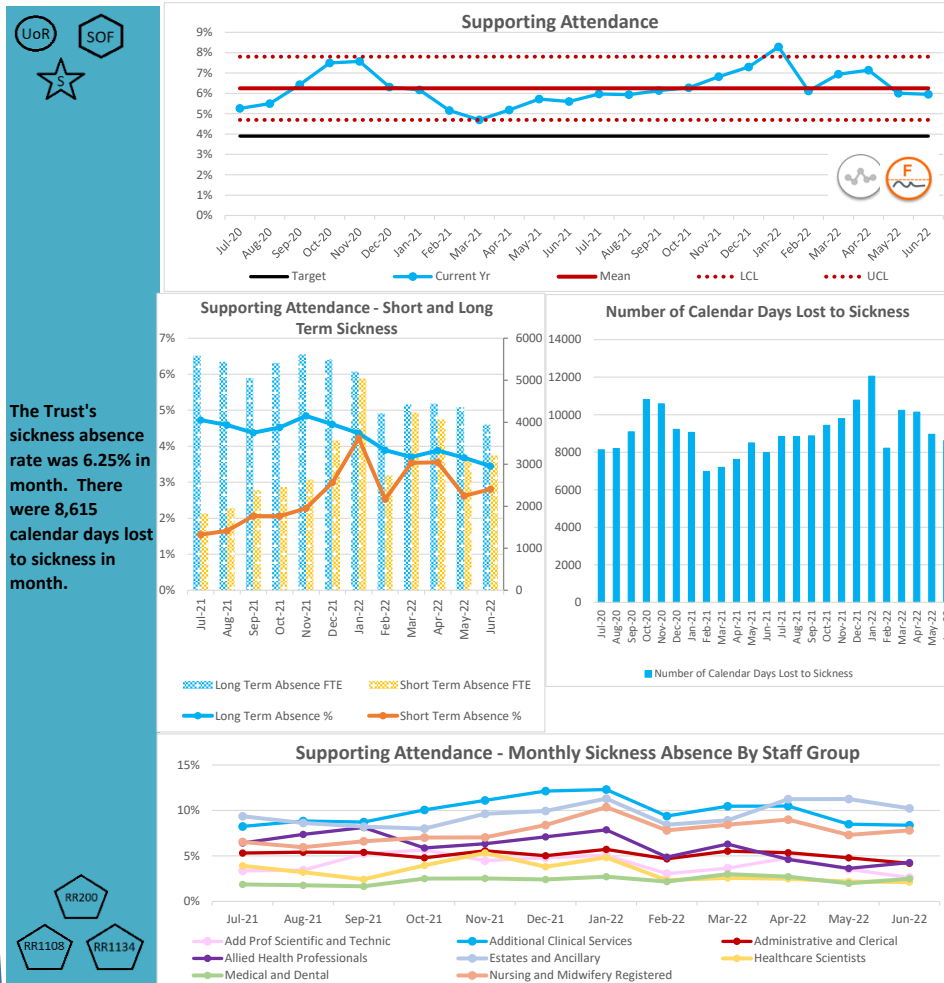 UoR
SOF
S
The Trust's
sickness absence
rate was 6.25% in
month. There
were 8,615
calendar days lost
to sickness in
month.
RR200
RR1108
RR1134
Supporting Attendance
9%
8%
7%
6%
5%
4%
3%
2%
1%
0%
F
Jul-20 Aug-20 Sep-20 Oct-20 Nov-20 Dec-20 Jan-21 Feb-21 Mar-21 Apr-21 May-21 Jun-21 Jul-21 Aug-21 Sep-21 Oct-21 Nov-21 Dec-21 Jan-22 Feb-22 Mar-22 Apr-22 May-22 Jun-22
Target Current Yr Mean LCL UCL
Supporting Attendance - Short and Long
Term Sickness
7%
6%
5%
4%
3%
2%
1%
0%
6000
5000
4000
3000
2000
1000
0
Jul-21 Aug-21 Sep-21 Oct-21 Nov-21 Dec-21 Jan-22 Feb-22 Mar-22 Apr-22 May-22 Jun-22
Long Term Absence FTE Short Term Absence FTE
Long Term Absence % Short Term Absence %
Number of Calendar Days Lost to Sickness
14000
12000
10000
8000
6000
4000
2000
0
Jul-20 Aug-20 Sep-20 Oct-20 Nov-20 Dec-20 Jan-21 Feb-21 Mar-21 Apr-21 May-21 Jun-21 Jul-21 Aug-21 Sep-21 Oct-21 Nov-21 Dec-21 Jan-22 Feb-22 Mar-22 Apr-22 May-22
Number of Calendar Days Lost to Sickness
Supporting Attendance - Monthly Sickness Absence By Staff Group
15%
10%
5%
0%
Jul-21 Aug-21 Sep-21 Oct-21 Nov-21 Dec-21 Jan-22 Feb-22 Mar-22 Apr-22 May-22 Jun-22
Add Prof Scientific and Technic Additional Clinical Services Administrative and Clerical
Allied Health Professionals Estates and Ancillary Healthcare Scientists
Medical and Dental Nursing and Midwifery Registered